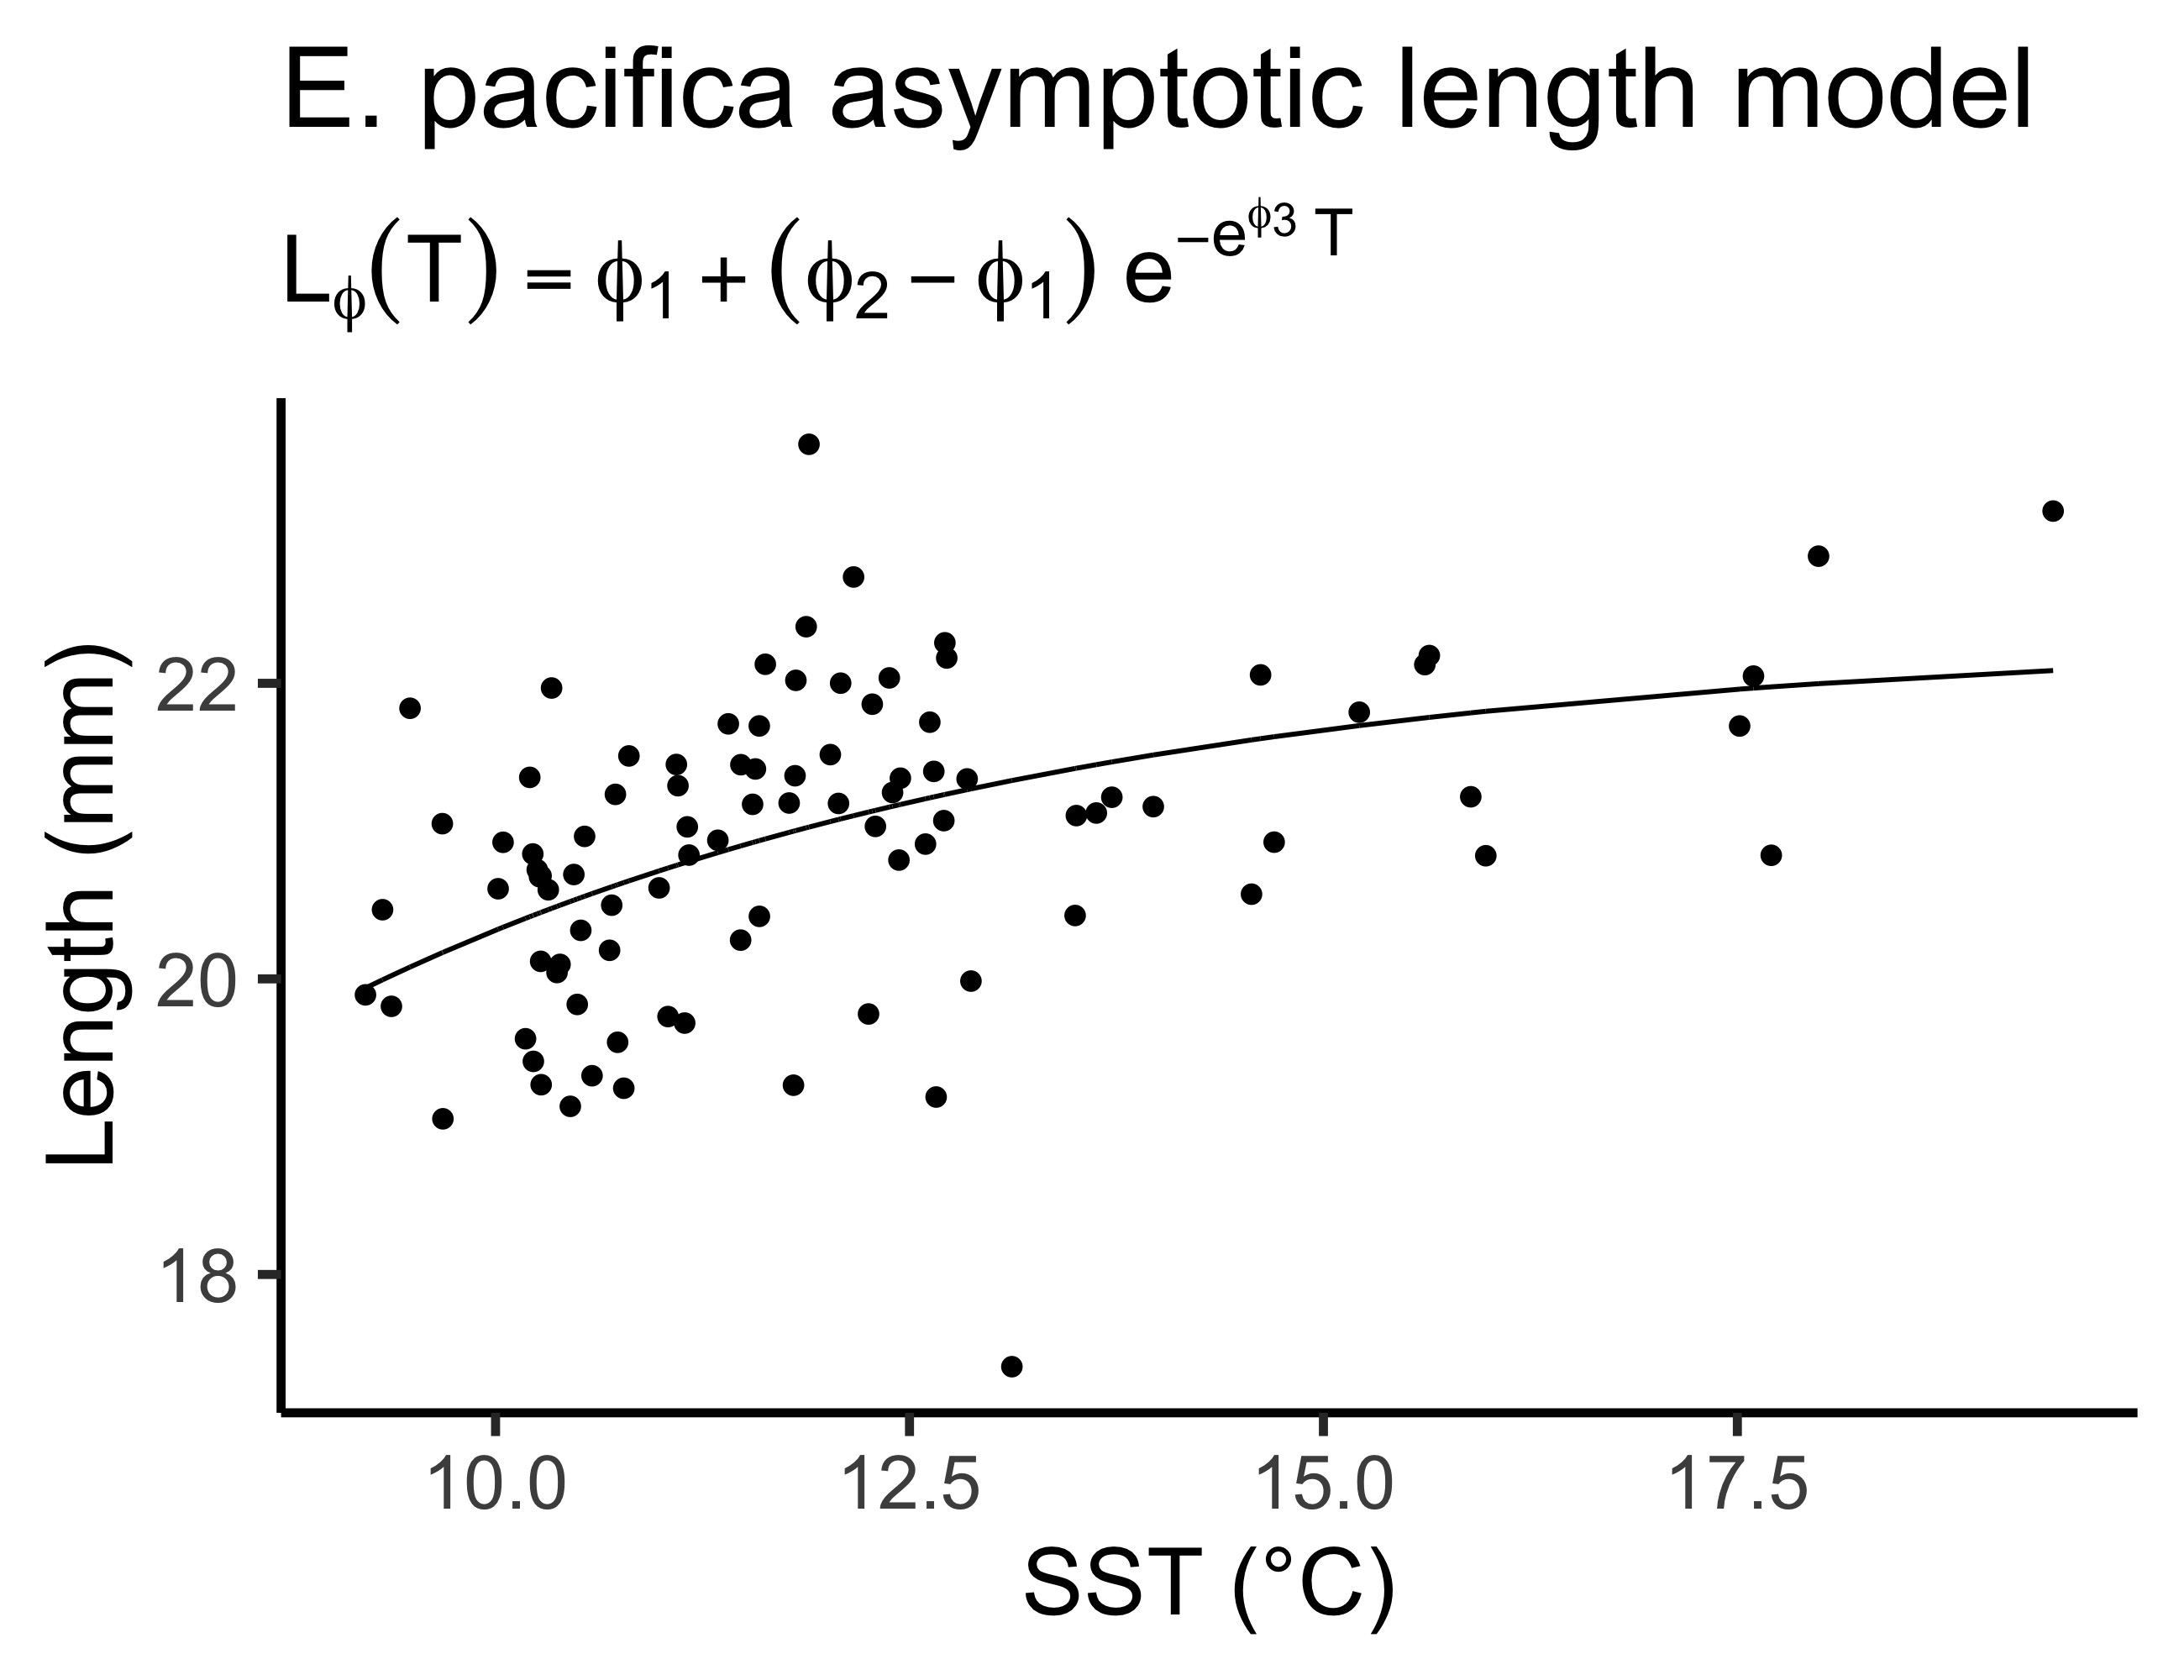 E. pacifica asymptotic length model
Lϕ(T) = ϕ1 + (ϕ2 − ϕ1) e−eϕ3 T
Length (mm)
22
20
18
10.0 12.5 15.0 17.5
SST (°C)